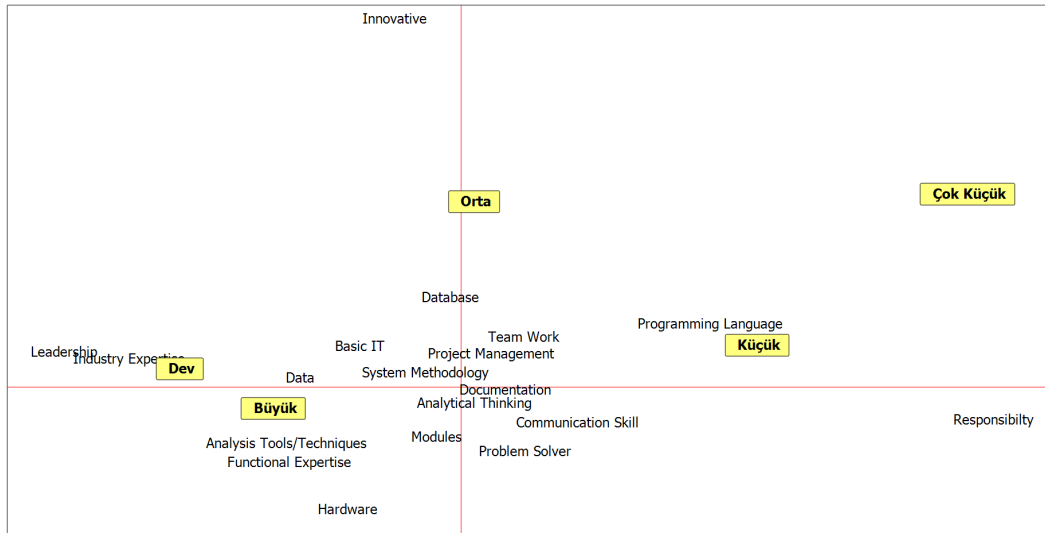 Innovative
Çok Küçük
Orta
Database
Programming Language
Team Work
Küçük
Basic IT
Leadership
Project Management
Industry Expertise
Dev
System Methodology
Data
Documentation
Analytical Thinking
Büyük
Responsibilty
Communication Skill
Modules
Analysis Tools/Techniques
Problem Solver
Functional Expertise
Hardware